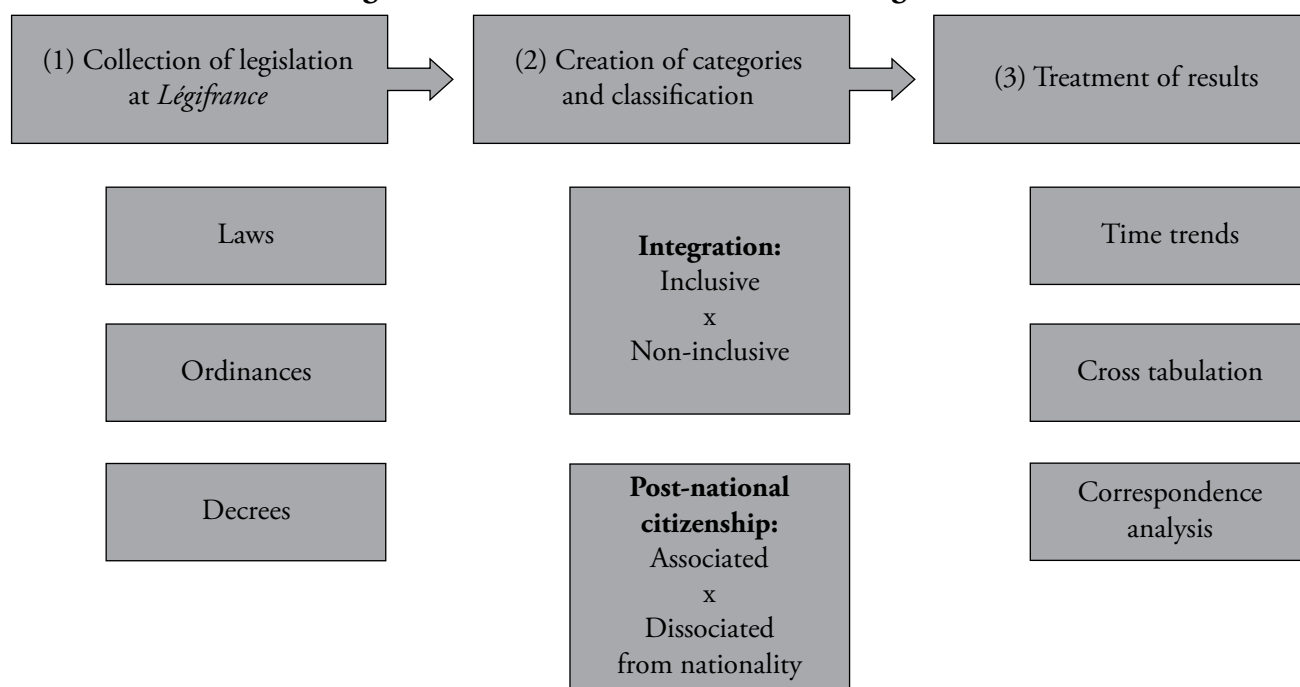 (1) Collection of legislation
at Légifrance
(2) Creation of categories
and classification
(3) Treatment of results
Laws
Ordinances
Decrees
Integration:
Inclusive
x
Non-inclusive
Post-national
citizenship:
Associated
x
Dissociated
from nationality
Time trends
Cross tabulation
Correspondence
analysis